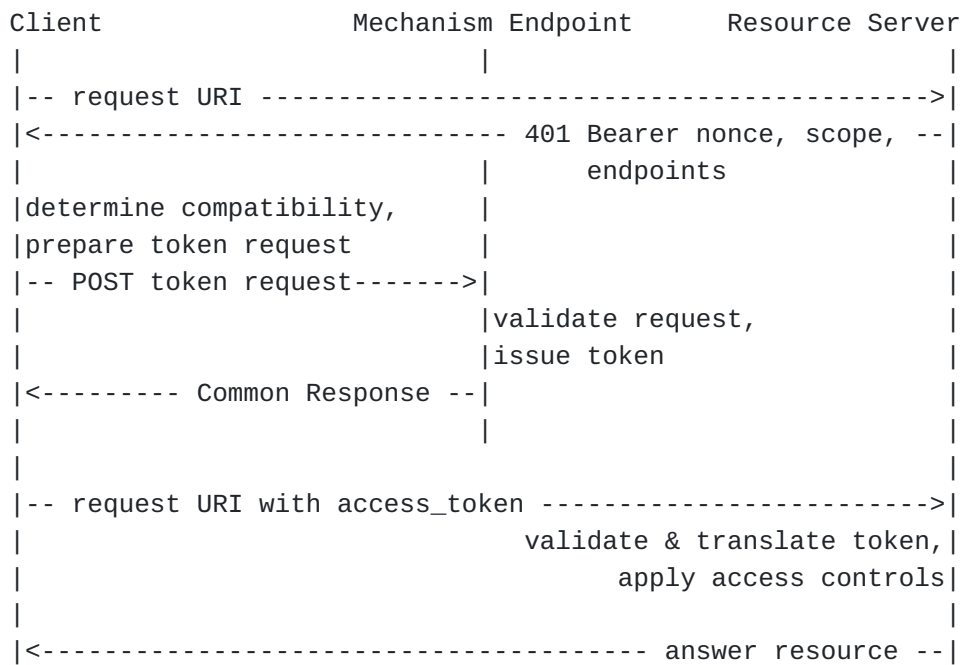 Client                Mechanism Endpoint      Resource Server
|                             |                             |
|-- request URI ------------------------------------------->|
|<------------------------------ 401 Bearer nonce, scope, --|
|                             |      endpoints              |
|determine compatibility,     |                             |
|prepare token request        |                             |
|-- POST token request------->|                             |
|                             |validate request,            |
|                             |issue token                  |
|<--------- Common Response --|                             |
|                             |                             |
|                                                           |
|-- request URI with access_token ------------------------->|
|                                validate & translate token,|
|                                      apply access controls|
|                                                           |
|<--------------------------------------- answer resource --|